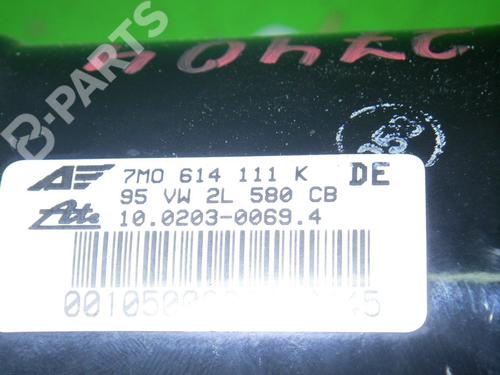 B-PARTS
7M0 614 111 K DE
95 VW 2L 580 CB
Ate 10.0203-0069.4